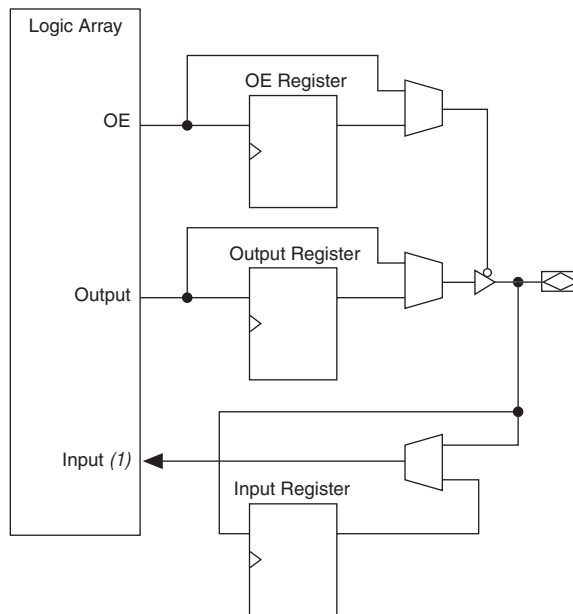 Logic Array
OE Register
OE
Output Register
Output
Input (1)
Input Register